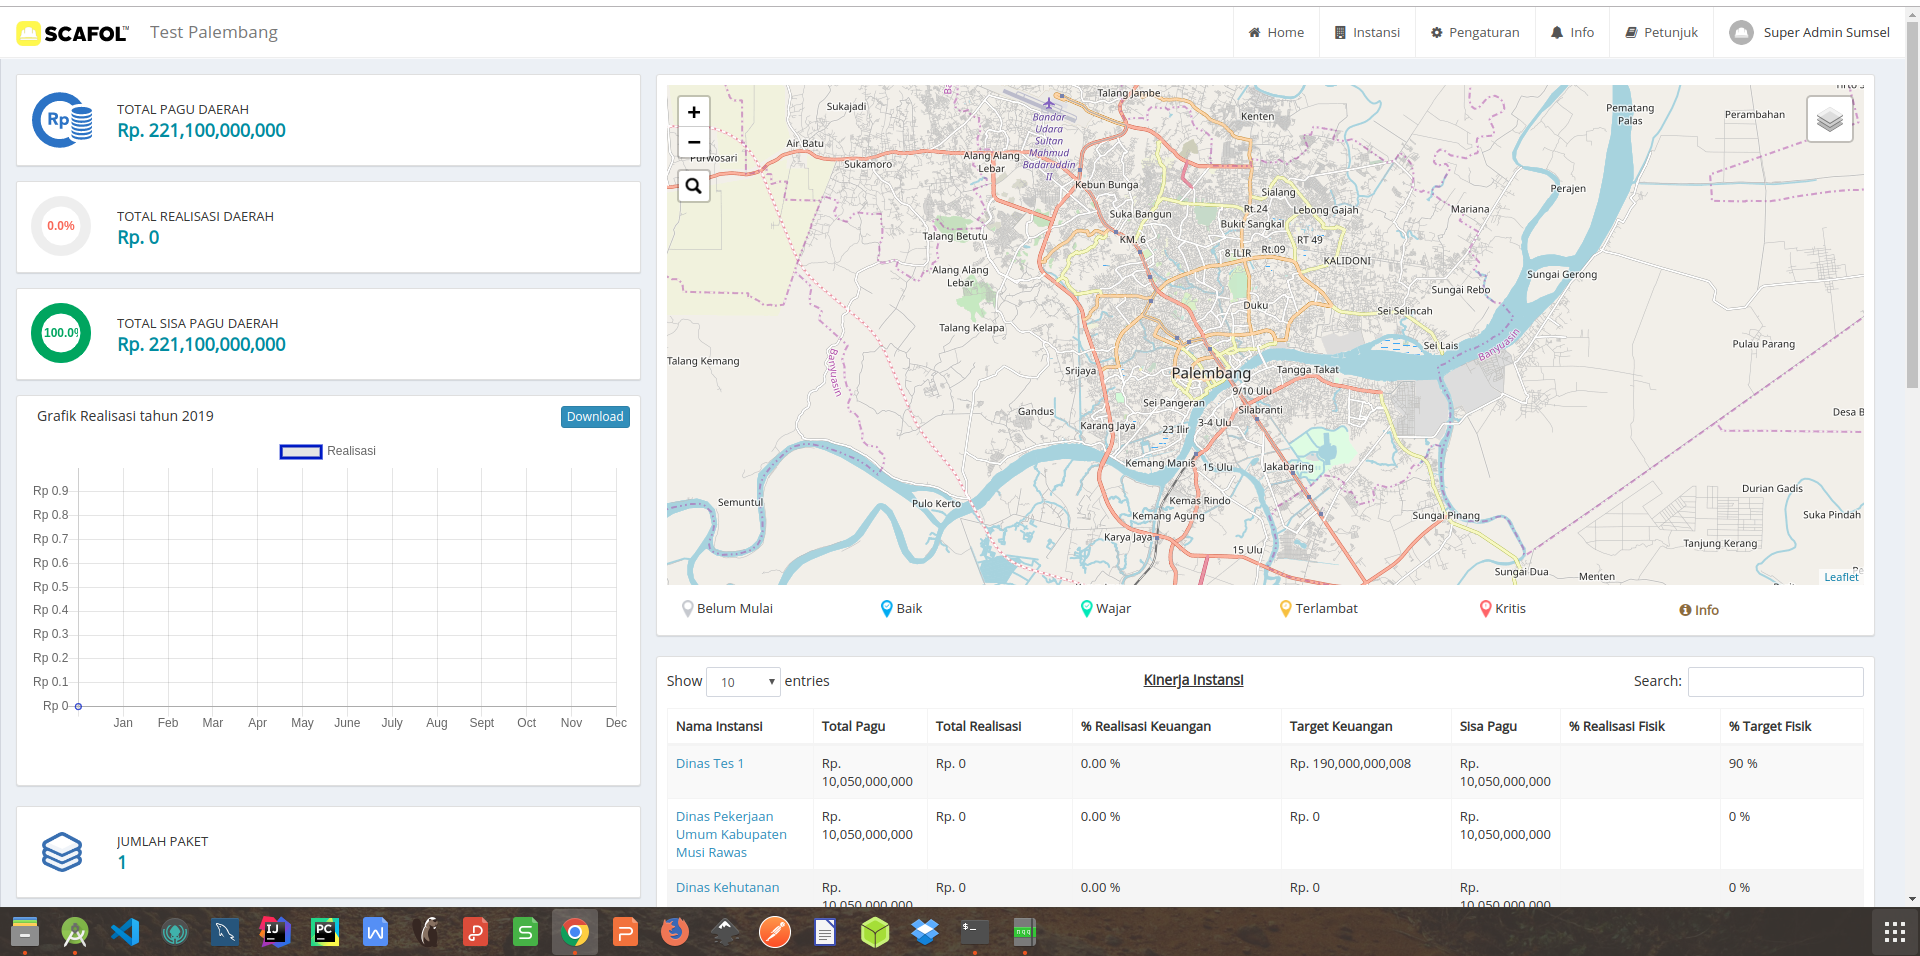 SCAFOL™ Test Palembang
Home Instansi Pengaturan Info Petunjuk Super Admin Sumsel
TOTAL PAGU DAERAH
Rp. 221,100,000,000
Rp
0.0%
TOTAL REALISASI DAERAH
Rp. 0
100.0%
TOTAL SISA PAGU DAERAH
Rp. 221,100,000,000
Grafik Realisasi tahun 2019
Download
Realisasi
Rp 0.9
Rp 0.8
Rp 0.7
Rp 0.6
Rp 0.5
Rp 0.4
Rp 0.3
Rp 0.2
Rp 0.1
Rp 0
Jan Feb Mar Apr May June July Aug Sept Oct Nov Dec
JUMLAH PAKET
1
+
−
Talang Jambe
Sukajadi
Bandar
Udara
Sultan
Mahmud
Badaruddin
II
Kenten
Pematang
Palas
Perambahan
Air Batu
Purwosari
Sukamoro
Alang Alang
Lebar
Kebun Bunga
Sialang
Perajen
Suka Bangun
Rt.24
Lebong Gajah
Mariana
Bukit Sangkal
Talang Betutu
KM. 6
RT 49
8 ILIR
Rt.09
KALIDONI
Alang Alang
Lebar
Sungai Gerong
Sungai Rebo
Duku
Sei Selincah
Talang Kelapa
Sei Lais
Banyuasin
Pulau Parang
Talang Kemang
Banyuasin
Srijaya
Palembang
Tangga Takat
9/10 Ulu
Sei Pangeran
Silabranti
Gandus
Desa B
Karang Jaya
23 Ilir
3-4 Ulu
Kemang Manis
15 Ulu
Jakabaring
Semuntul
Pulo Kerto
Kemas Rindo
Durian Gadis
Kemang Agung
Sungai Pinang
Suka Pindah
Karya Jaya
15 Ulu
Tanjung Kerang
Sungai Dua
Menten
Leaflet
Belum Mulai Baik Wajar Terlambat Kritis Info
Show 10 entries
Kinerja Instansi
Search:
Nama Instansi Total Pagu Total Realisasi % Realisasi Keuangan Target Keuangan Sisa Pagu % Realisasi Fisik % Target Fisik
Dinas Tes 1 Rp. 10,050,000,000 Rp. 0 0.00 % Rp. 190,000,000,008 Rp. 10,050,000,000 90 %
Dinas Pekerjaan
Umum Kabupaten
Musi Rawas
Rp. 10,050,000,000 Rp. 0 0.00 % Rp. 0 Rp. 10,050,000,000 0 %
Dinas Kehutanan Rp. 10,050,000,000 Rp. 0 0.00 % Rp. 0 Rp. 10,050,000,000 0 %
IJ
PC
W
P
S
P
$_
nqq